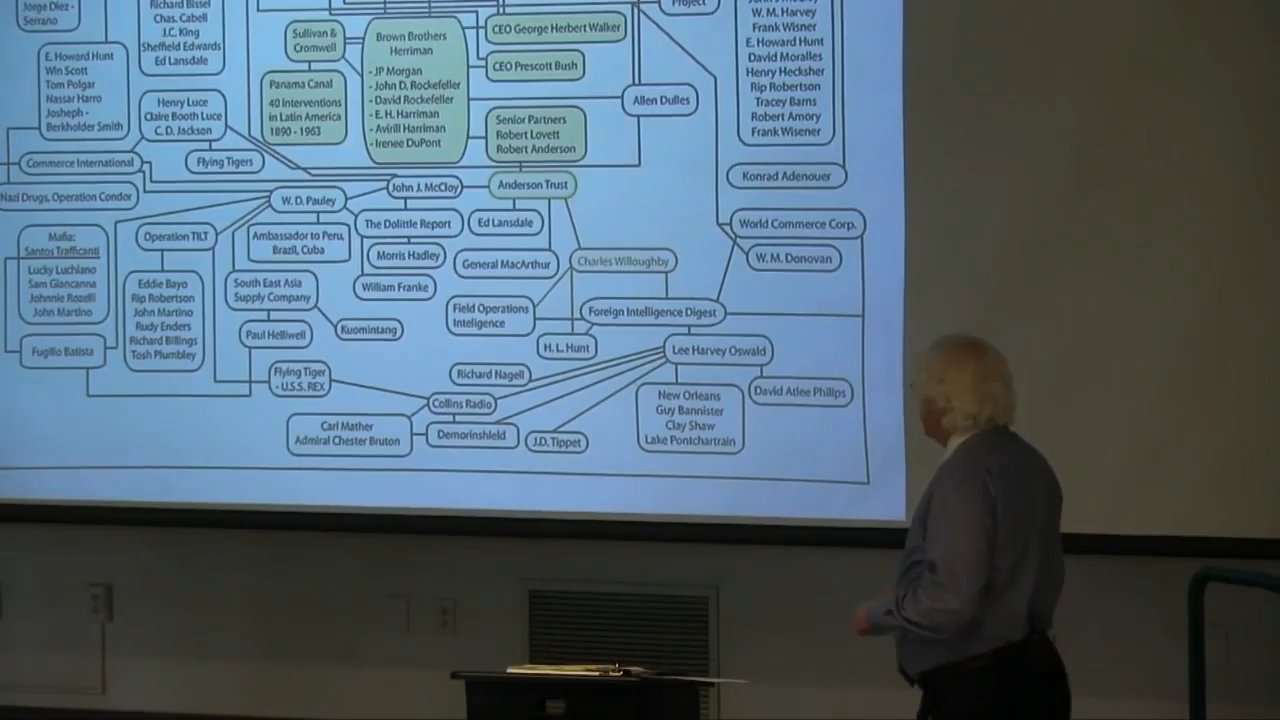 Jorge Diez -
Serrano
Richard Bissel
Chas. Cabell
J.C. King
Sheffield Edwards
Ed Lansdale
E. Howard Hunt
Win Scott
Tom Polgar
Nassar Harro
Josheph -
Berkholder Smith
Henry Luce
Claire Booth Luce
C. D. Jackson
Commerce International
Flying Tigers
Nazi Drugs, Operation Condor
Sullivan &
Cromwell
Panama Canal
40 Interventions
in Latin America
1890 - 1963
Brown Brothers
Herriman
- JP Morgan
- John D. Rockefeller
- David Rockefeller
- E. H. Harriman
- Avirill Harriman
- Irenee DuPont
CEO George Herbert Walker
CEO Prescott Bush
Senior Partners
Robert Lovett
Robert Anderson
Project
Allen Dulles
W. M. Harvey
Frank Wisner
E. Howard Hunt
David Moralles
Henry Hecksher
Rip Robertson
Tracey Barns
Robert Amory
Frank Wisener
Konrad Adenouer
World Commerce Corp.
W. M. Donovan
W. D. Pauley
John J. McCloy
Anderson Trust
Operation TILT
Ambassador to Peru,
Brazil, Cuba
The Dolittle Report
Ed Lansdale
Morris Hadley
General MacArthur
Charles Willoughby
William Franke
Mafia:
Santos Trafficanti
Lucky Luchiano
Sam Giancanna
Johnnie Rozelli
John Martino
Fugilio Batista
Eddie Bayo
Rip Robertson
John Martino
Rudy Enders
Richard Billings
Tosh Plumbley
South East Asia
Supply Company
Paul Helliwell
Kuomintang
Field Operations
Inteligence
Foreign Intelligence Digest
H. L. Hunt
Lee Harvey Oswald
Flying Tiger
- U.S.S. REX
Richard Nagell
Collins Radio
Carl Mather
Admiral Chester Bruton
Demorinshield
J.D. Tippet
New Orleans
Guy Bannister
Clay Shaw
Lake Pontchartrain
David Atlee Philips